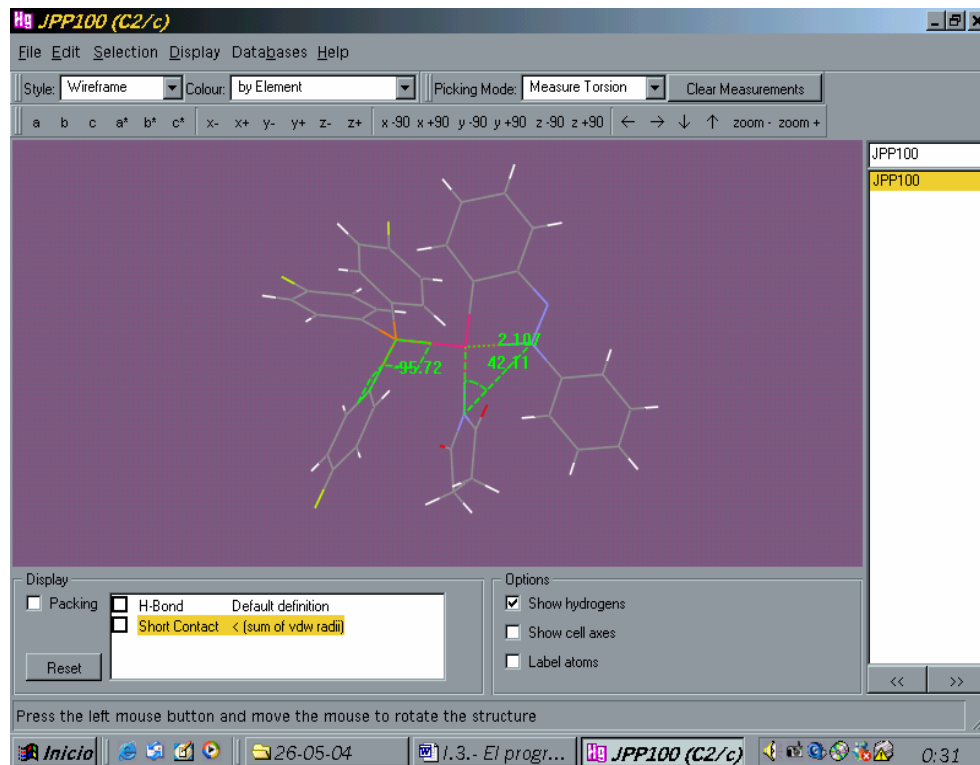 Hg JPP100 (C2/c)
File Edit Selection Display Databases Help
Style: Wireframe Colour: by Element Picking Mode: Measure Torsion Clear Measurements
a b c a* b* c* x- x+ y- y+ z- z+ x -90 x +90 y -90 y +90 z -90 z +90 ← → ↓ ↑ zoom - zoom +
JPP100
JPP100
2.107
95.72
42.11
Display
Packing
H-Bond Default definition
Short Contact < (sum of vdw radii)
Reset
Options
Show hydrogens
Show cell axes
Label atoms
<< >>
Press the left mouse button and move the mouse to rotate the structure
Inicio 26-05-04 I.3.- El progr... Hg JPP100 (C2/c) 0:31